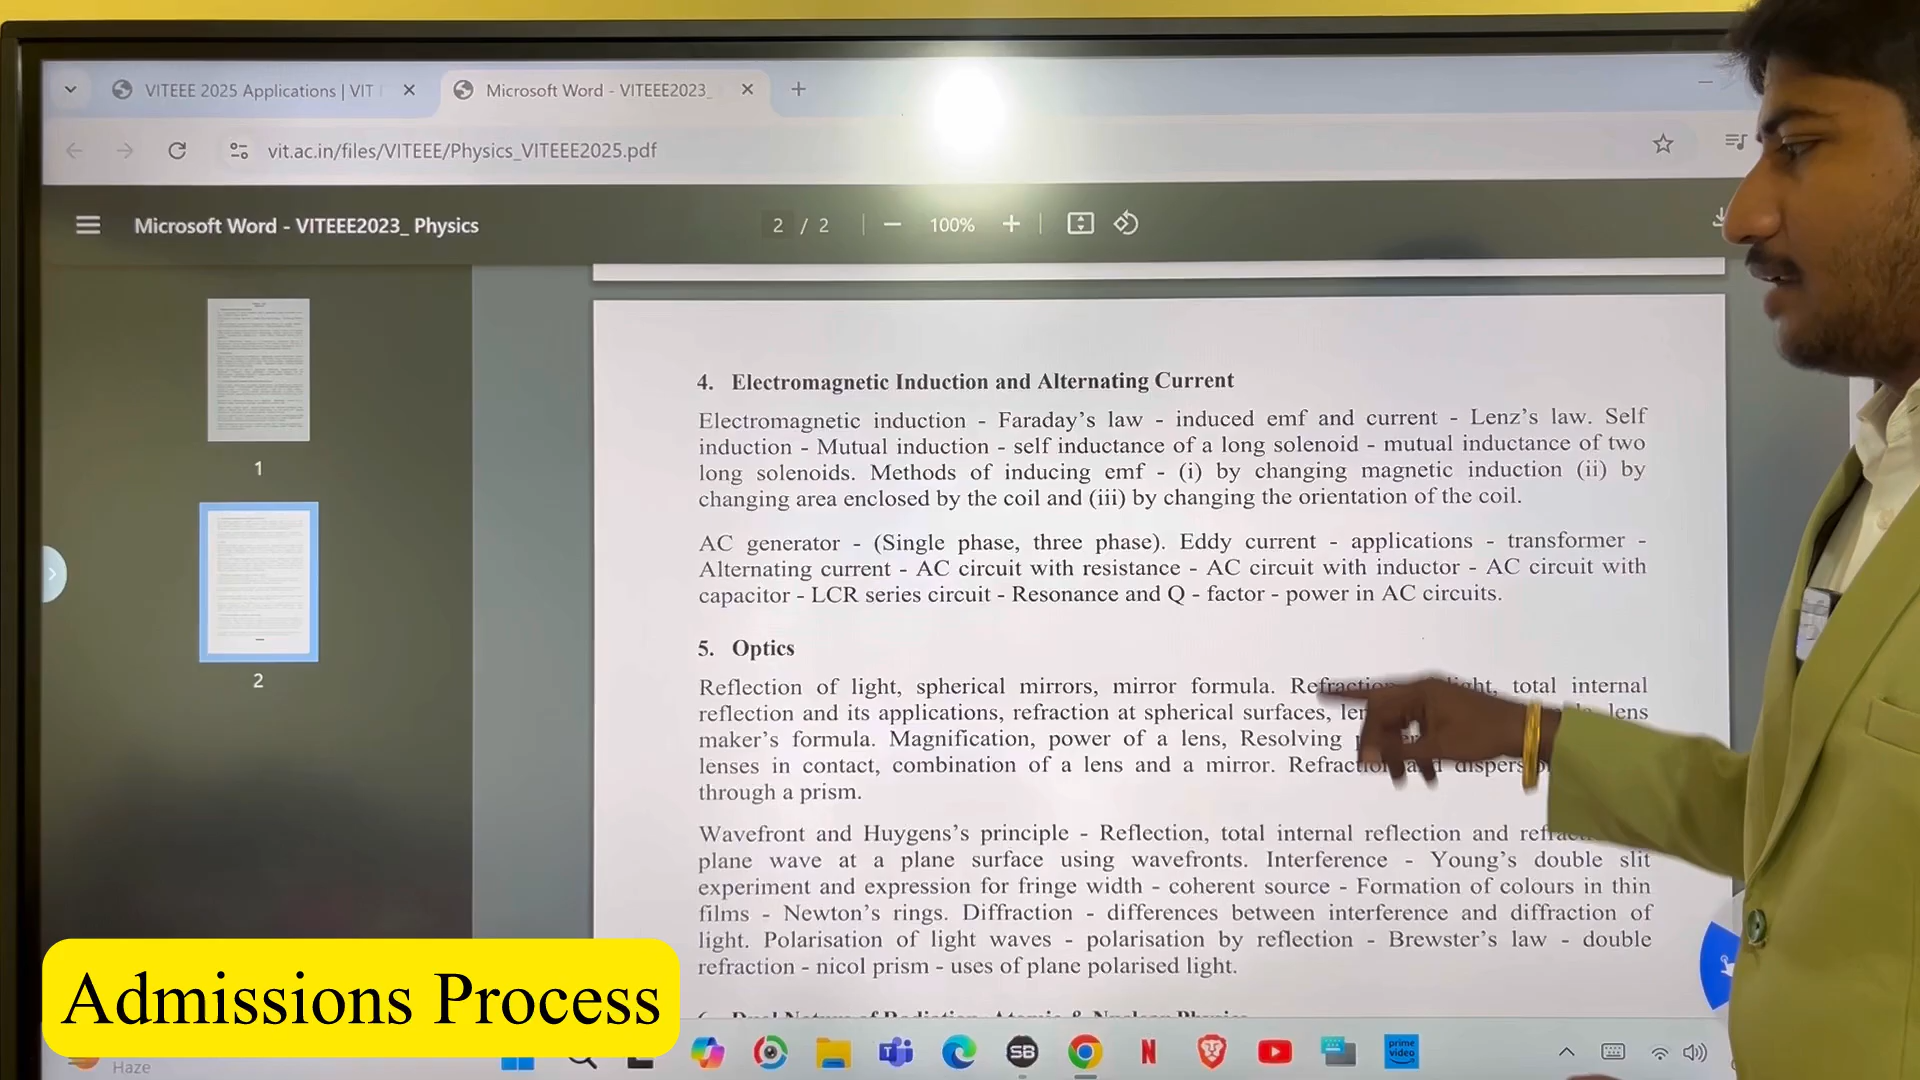 VITEEE 2025 Applications | VIT
Microsoft Word - VITEEE2023_
vit.ac.in/files/VITEEE/Physics_VITEEE2025.pdf
Microsoft Word - VITEEE2023_ Physics
2 / 2
100%
1
2
4. Electromagnetic Induction and Alternating Current
Electromagnetic induction - Faraday's law - induced emf and current - Lenz's law. Self
induction - Mutual induction - self inductance of a long solenoid - mutual inductance of two
long solenoids. Methods of inducing emf - (i) by changing magnetic induction (ii) by
changing area enclosed by the coil and (iii) by changing the orientation of the coil.
AC generator - (Single phase, three phase). Eddy current - applications - transformer -
Alternating current - AC circuit with resistance - AC circuit with inductor - AC circuit with
capacitor - LCR series circuit - Resonance and Q - factor - power in AC circuits.
5. Optics
Reflection of light, spherical mirrors, mirror formula. Refraction light, total internal
reflection and its applications, refraction at spherical surfaces, lens
maker's formula. Magnification, power of a lens, Resolving
lenses in contact, combination of a lens and a mirror. Refraction and
through a prism.
Wavefront and Huygens's principle - Reflection, total internal reflection and
plane wave at a plane surface using wavefronts. Interference - Young's double slit
experiment and expression for fringe width - coherent source - Formation of colours in thin
films - Newton's rings. Diffraction - differences between interference and diffraction of
light. Polarisation of light waves - polarisation by reflection - Brewster's law - double
refraction - nicol prism - uses of plane polarised light.
Admissions Process
Haze
SB
N
prime
video